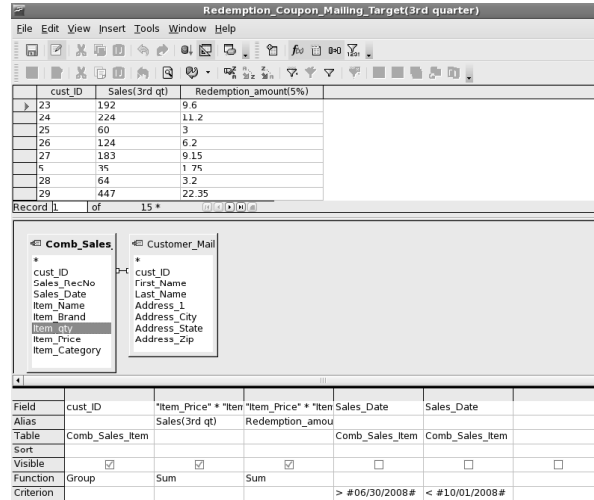 Redemption_Coupon_Mailing_Target(3rd quarter)
File Edit View Insert Tools Window Help
cust_ID Sales(3rd qt) Redemption_amount(5%)
23 192 9.6
24 224 11.2
25 60 3
26 124 6.2
27 183 9.15
5 35 1.75
28 64 3.2
29 447 22.35
Record 1 of 15 *
Comb_Sales_ Customer_Mail
* *
cust_ID cust_ID
Sales_RecNo First_Name
Sales_Date Last_Name
Item_Name Address_1
Item_Brand Address_City
Item_qty Address_State
Item_Price Address_Zip
Item_Category
Field cust_ID "Item_Price" * "Iten "Item_Price" * "Iten Sales_Date Sales_Date
Alias Sales(3rd qt) Redemption_amou
Table Comb_Sales_Item Comb_Sales_Item Comb_Sales_Item
Sort
Visible
Function Group Sum Sum
Criterion > #06/30/2008# < #10/01/2008#